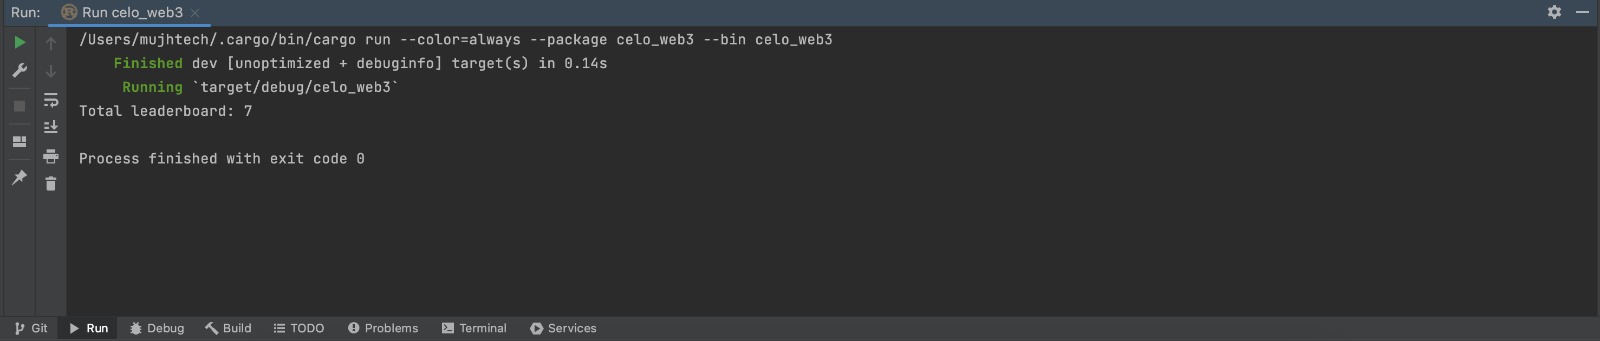 Run: Run celo_web3
/Users/mujhtech/.cargo/bin/cargo run --color=always --package celo_web3 --bin celo_web3
Finished dev [unoptimized + debuginfo] target(s) in 0.14s
Running `target/debug/celo_web3`
Total leaderboard: 7
Process finished with exit code 0
Git Run Debug Build TODO Problems Terminal Services